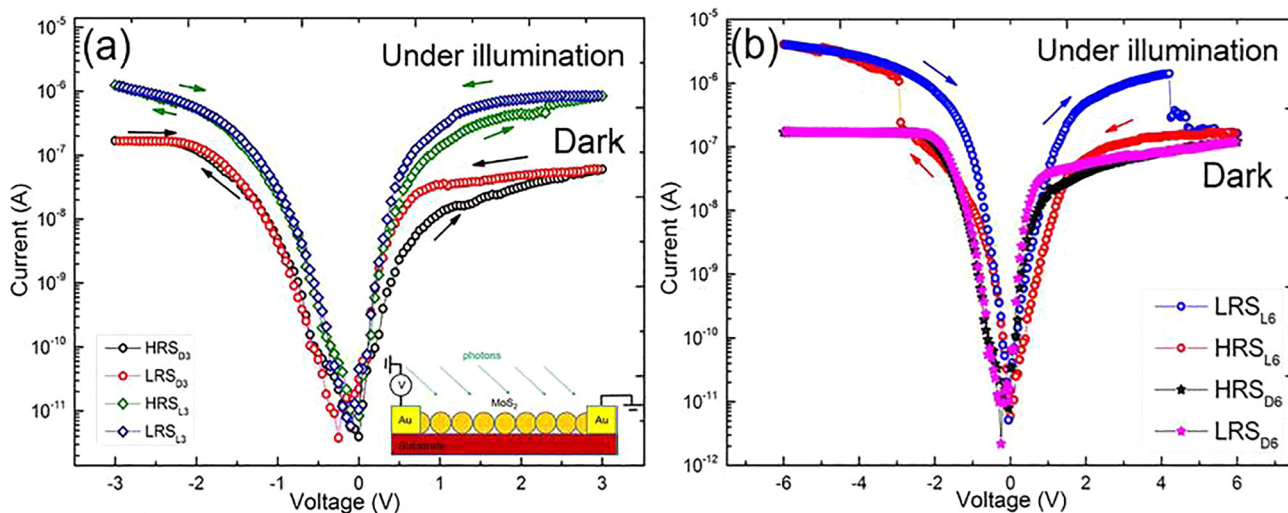 (a)
Under illumination
Dark
Current (A)
10⁻⁵
10⁻⁶
10⁻⁷
10⁻⁸
10⁻⁹
10⁻¹⁰
10⁻¹¹
HRS_D3
LRS_D3
HRS_L3
LRS_L3
photons
V
MoS₂
Au
Au
Substrate
-3
-2
-1
0
1
2
3
Voltage (V)
(b)
Under illumination
Dark
Current (A)
10⁻⁵
10⁻⁶
10⁻⁷
10⁻⁸
10⁻⁹
10⁻¹⁰
10⁻¹¹
10⁻¹²
LRS_L6
HRS_L6
HRS_D6
LRS_D6
-6
-4
-2
0
2
4
6
Voltage (V)